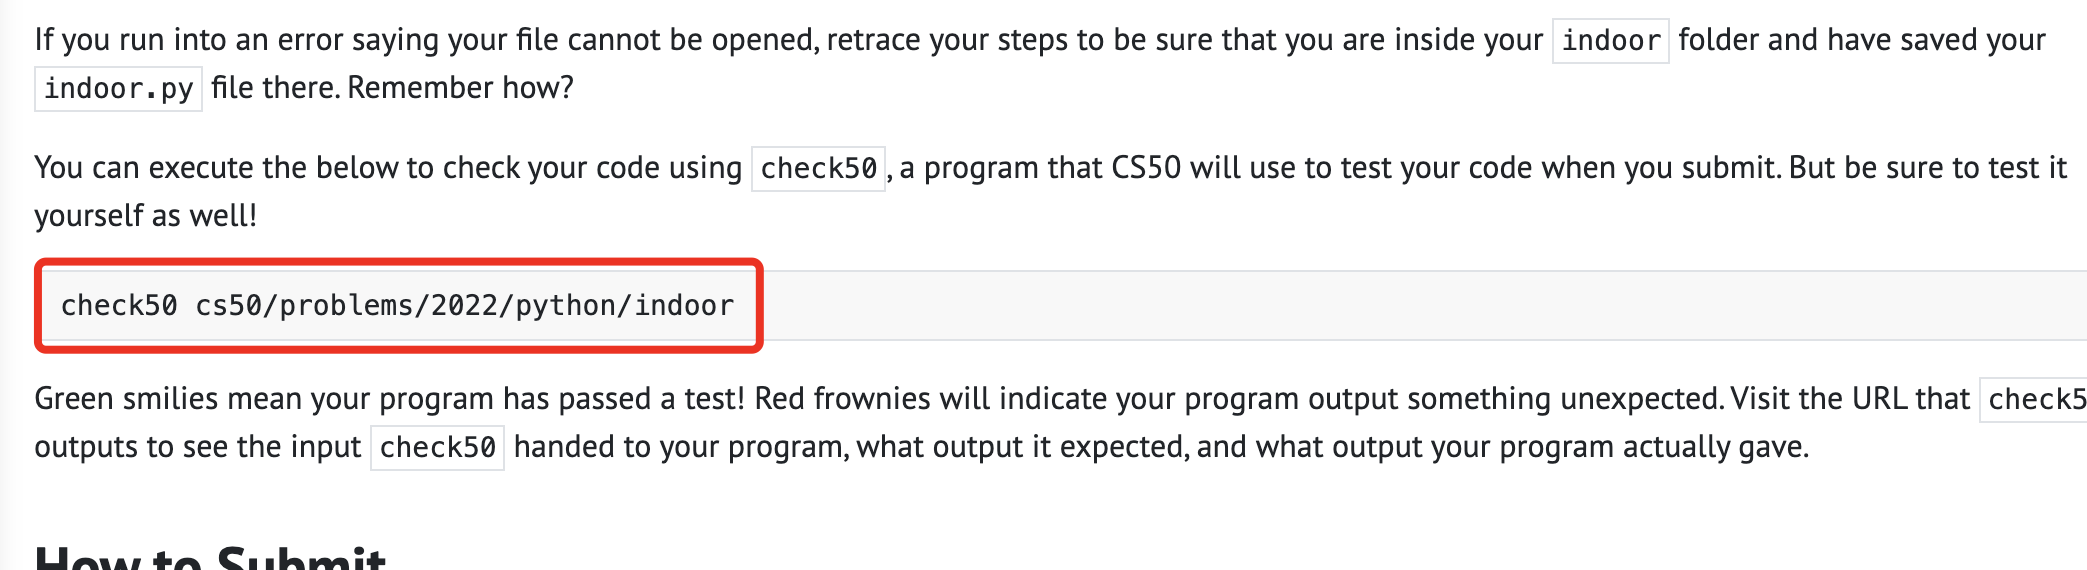 If you run into an error saying your file cannot be opened, retrace your steps to be sure that you are inside your indoor folder and have saved your
indoor.py file there. Remember how?
You can execute the below to check your code using check50, a program that CS50 will use to test your code when you submit. But be sure to test it
yourself as well!
check50 cs50/problems/2022/python/indoor
Green smilies mean your program has passed a test! Red frownies will indicate your program output something unexpected. Visit the URL that check5
outputs to see the input check50 handed to your program, what output it expected, and what output your program actually gave.
How to Submit